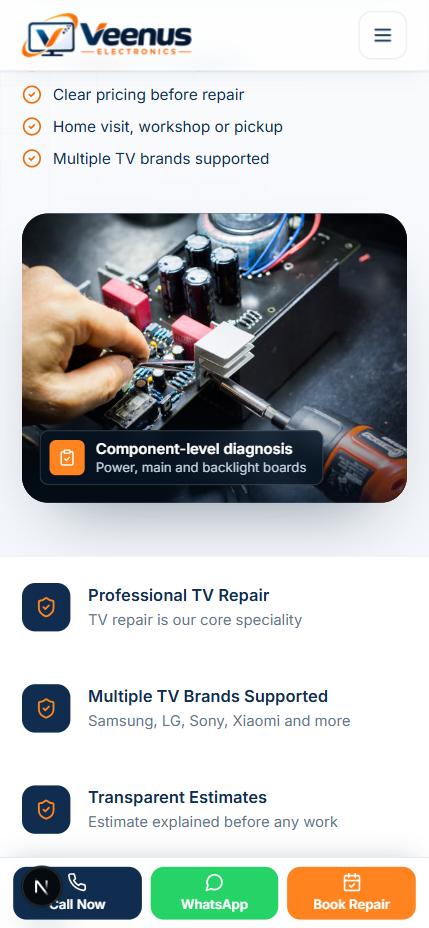 Veenus
ELECTRONICS
Clear pricing before repair
Home visit, workshop or pickup
Multiple TV brands supported
Component-level diagnosis
Power, main and backlight boards
Professional TV Repair
TV repair is our core speciality
Multiple TV Brands Supported
Samsung, LG, Sony, Xiaomi and more
Transparent Estimates
Estimate explained before any work
N
Call Now
WhatsApp
Book Repair